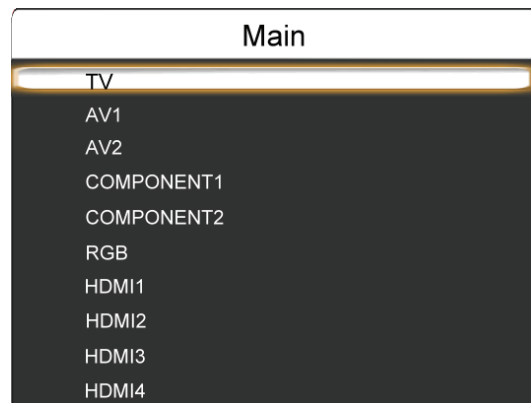 Main
TV
AV1
AV2
COMPONENT1
COMPONENT2
RGB
HDMI1
HDMI2
HDMI3
HDMI4